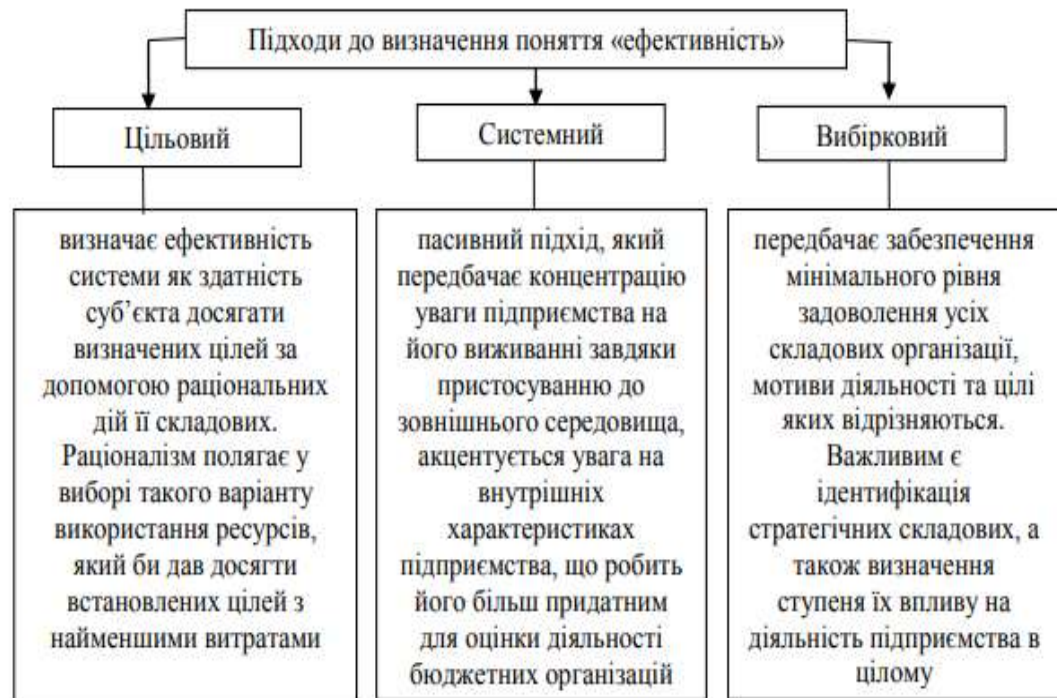 Підходи до визначення поняття «ефективність»
Цільовий
Системний
Вибірковий
визначає ефективність
системи як здатність
суб’єкта досягати
визначених цілей за
допомогою раціональних
дій її складових.
Раціоналізм полягає у
виборі такого варіанту
використання ресурсів,
який би дав досягти
встановлених цілей з
найменшими витратами
пасивний підхід, який
передбачає концентрацію
уваги підприємства на
його виживанні завдяки
пристосуванню до
зовнішнього середовища,
акцентується увага на
внутрішніх
характеристиках
підприємства, що робить
його більш придатним
для оцінки діяльності
бюджетних організацій
передбачає забезпечення
мінімального рівня
задоволення усіх
складових організації,
мотиви діяльності та цілі
яких відрізняються.
Важливим є
ідентифікація
стратегічних складових, а
також визначення
ступеня їх впливу на
діяльність підприємства в
цілому